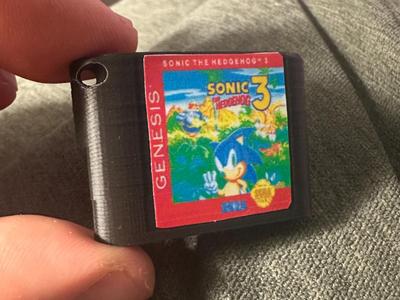 SONIC THE HEDGEHOG™ 3
GENESIS
SONIC
THE HEDGEHOG
3
SEGA